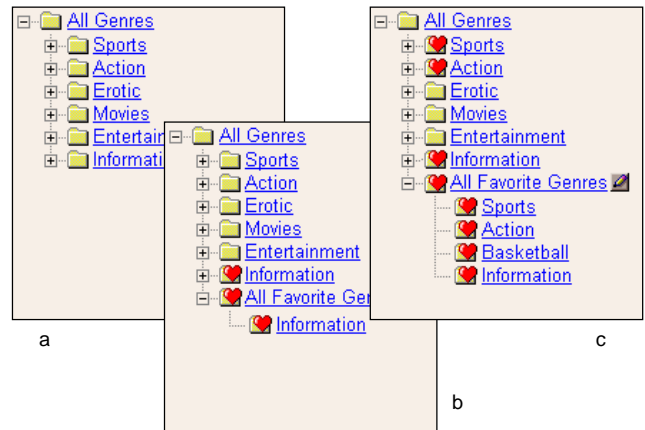 All Genres
Sports
Action
Erotic
Movies
Entertain
Informati
a
All Genres
Sports
Action
Erotic
Movies
Entertainment
Information
All Favorite Ger
Information
b
All Genres
Sports
Action
Erotic
Movies
Entertainment
Information
All Favorite Genres
Sports
Action
Basketball
Information
c